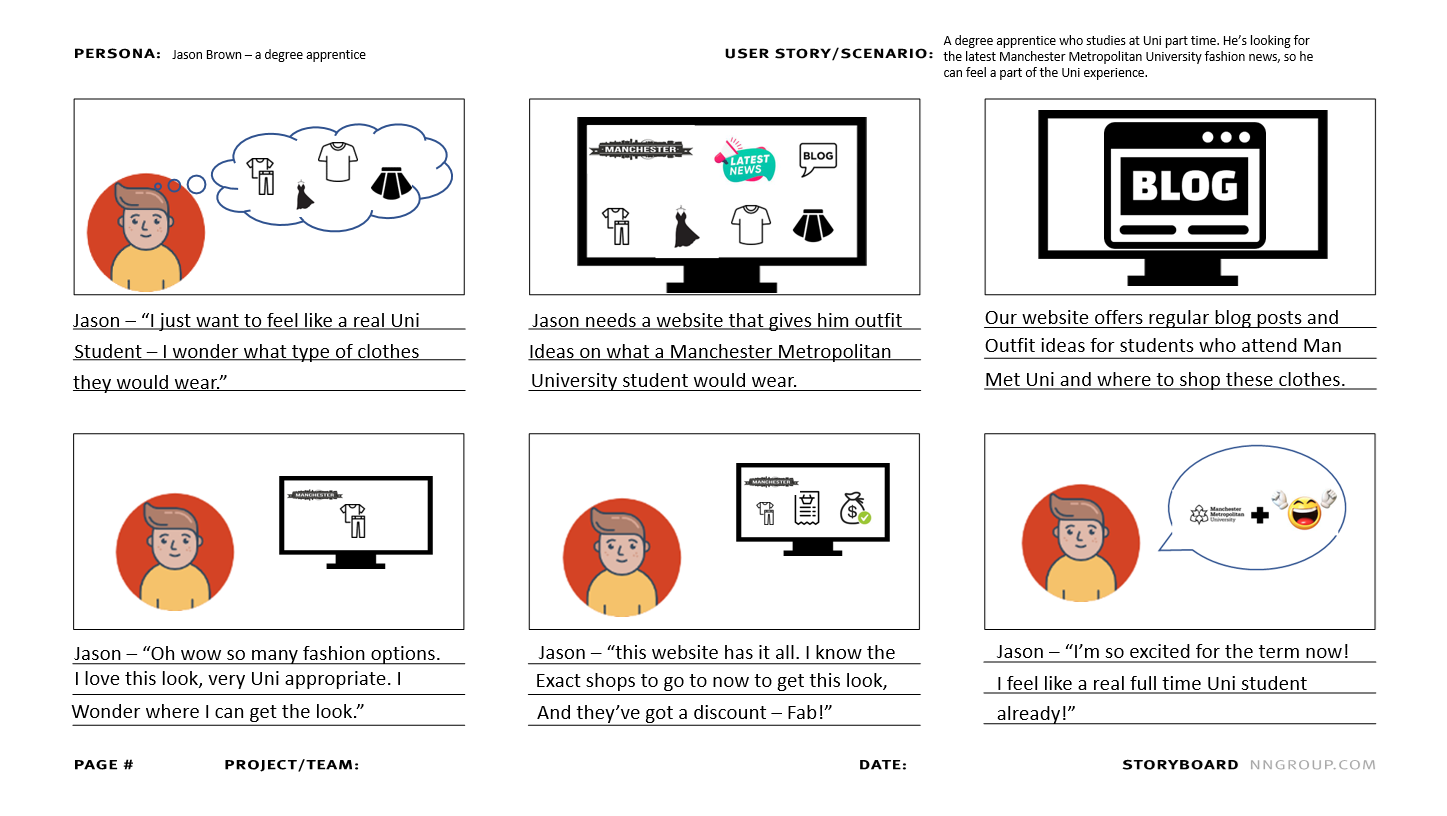 PERSONA: Jason Brown – a degree apprentice
USER STORY/SCENARIO: A degree apprentice who studies at Uni part time. He's looking for
the latest Manchester Metropolitan University fashion news, so he
can feel a part of the Uni experience.
MANCHESTER
LATEST
NEWS
BLOG
BLOG
Jason – “I just want to feel like a real Uni
Student – I wonder what type of clothes
they would wear.”
Jason needs a website that gives him outfit
Ideas on what a Manchester Metropolitan
University student would wear.
Our website offers regular blog posts and
Outfit ideas for students who attend Man
Met Uni and where to shop these clothes.
MANCHESTER
MANCHESTER
$
Manchester
Metropolitan
University
Jason – “Oh wow so many fashion options.
I love this look, very Uni appropriate. I
Wonder where I can get the look.”
Jason – “this website has it all. I know the
Exact shops to go to now to get this look,
And they’ve got a discount – Fab!”
Jason – “I’m so excited for the term now!
I feel like a real full time Uni student
already!”
PAGE # PROJECT/TEAM: DATE: STORYBOARD NNGROUP.COM